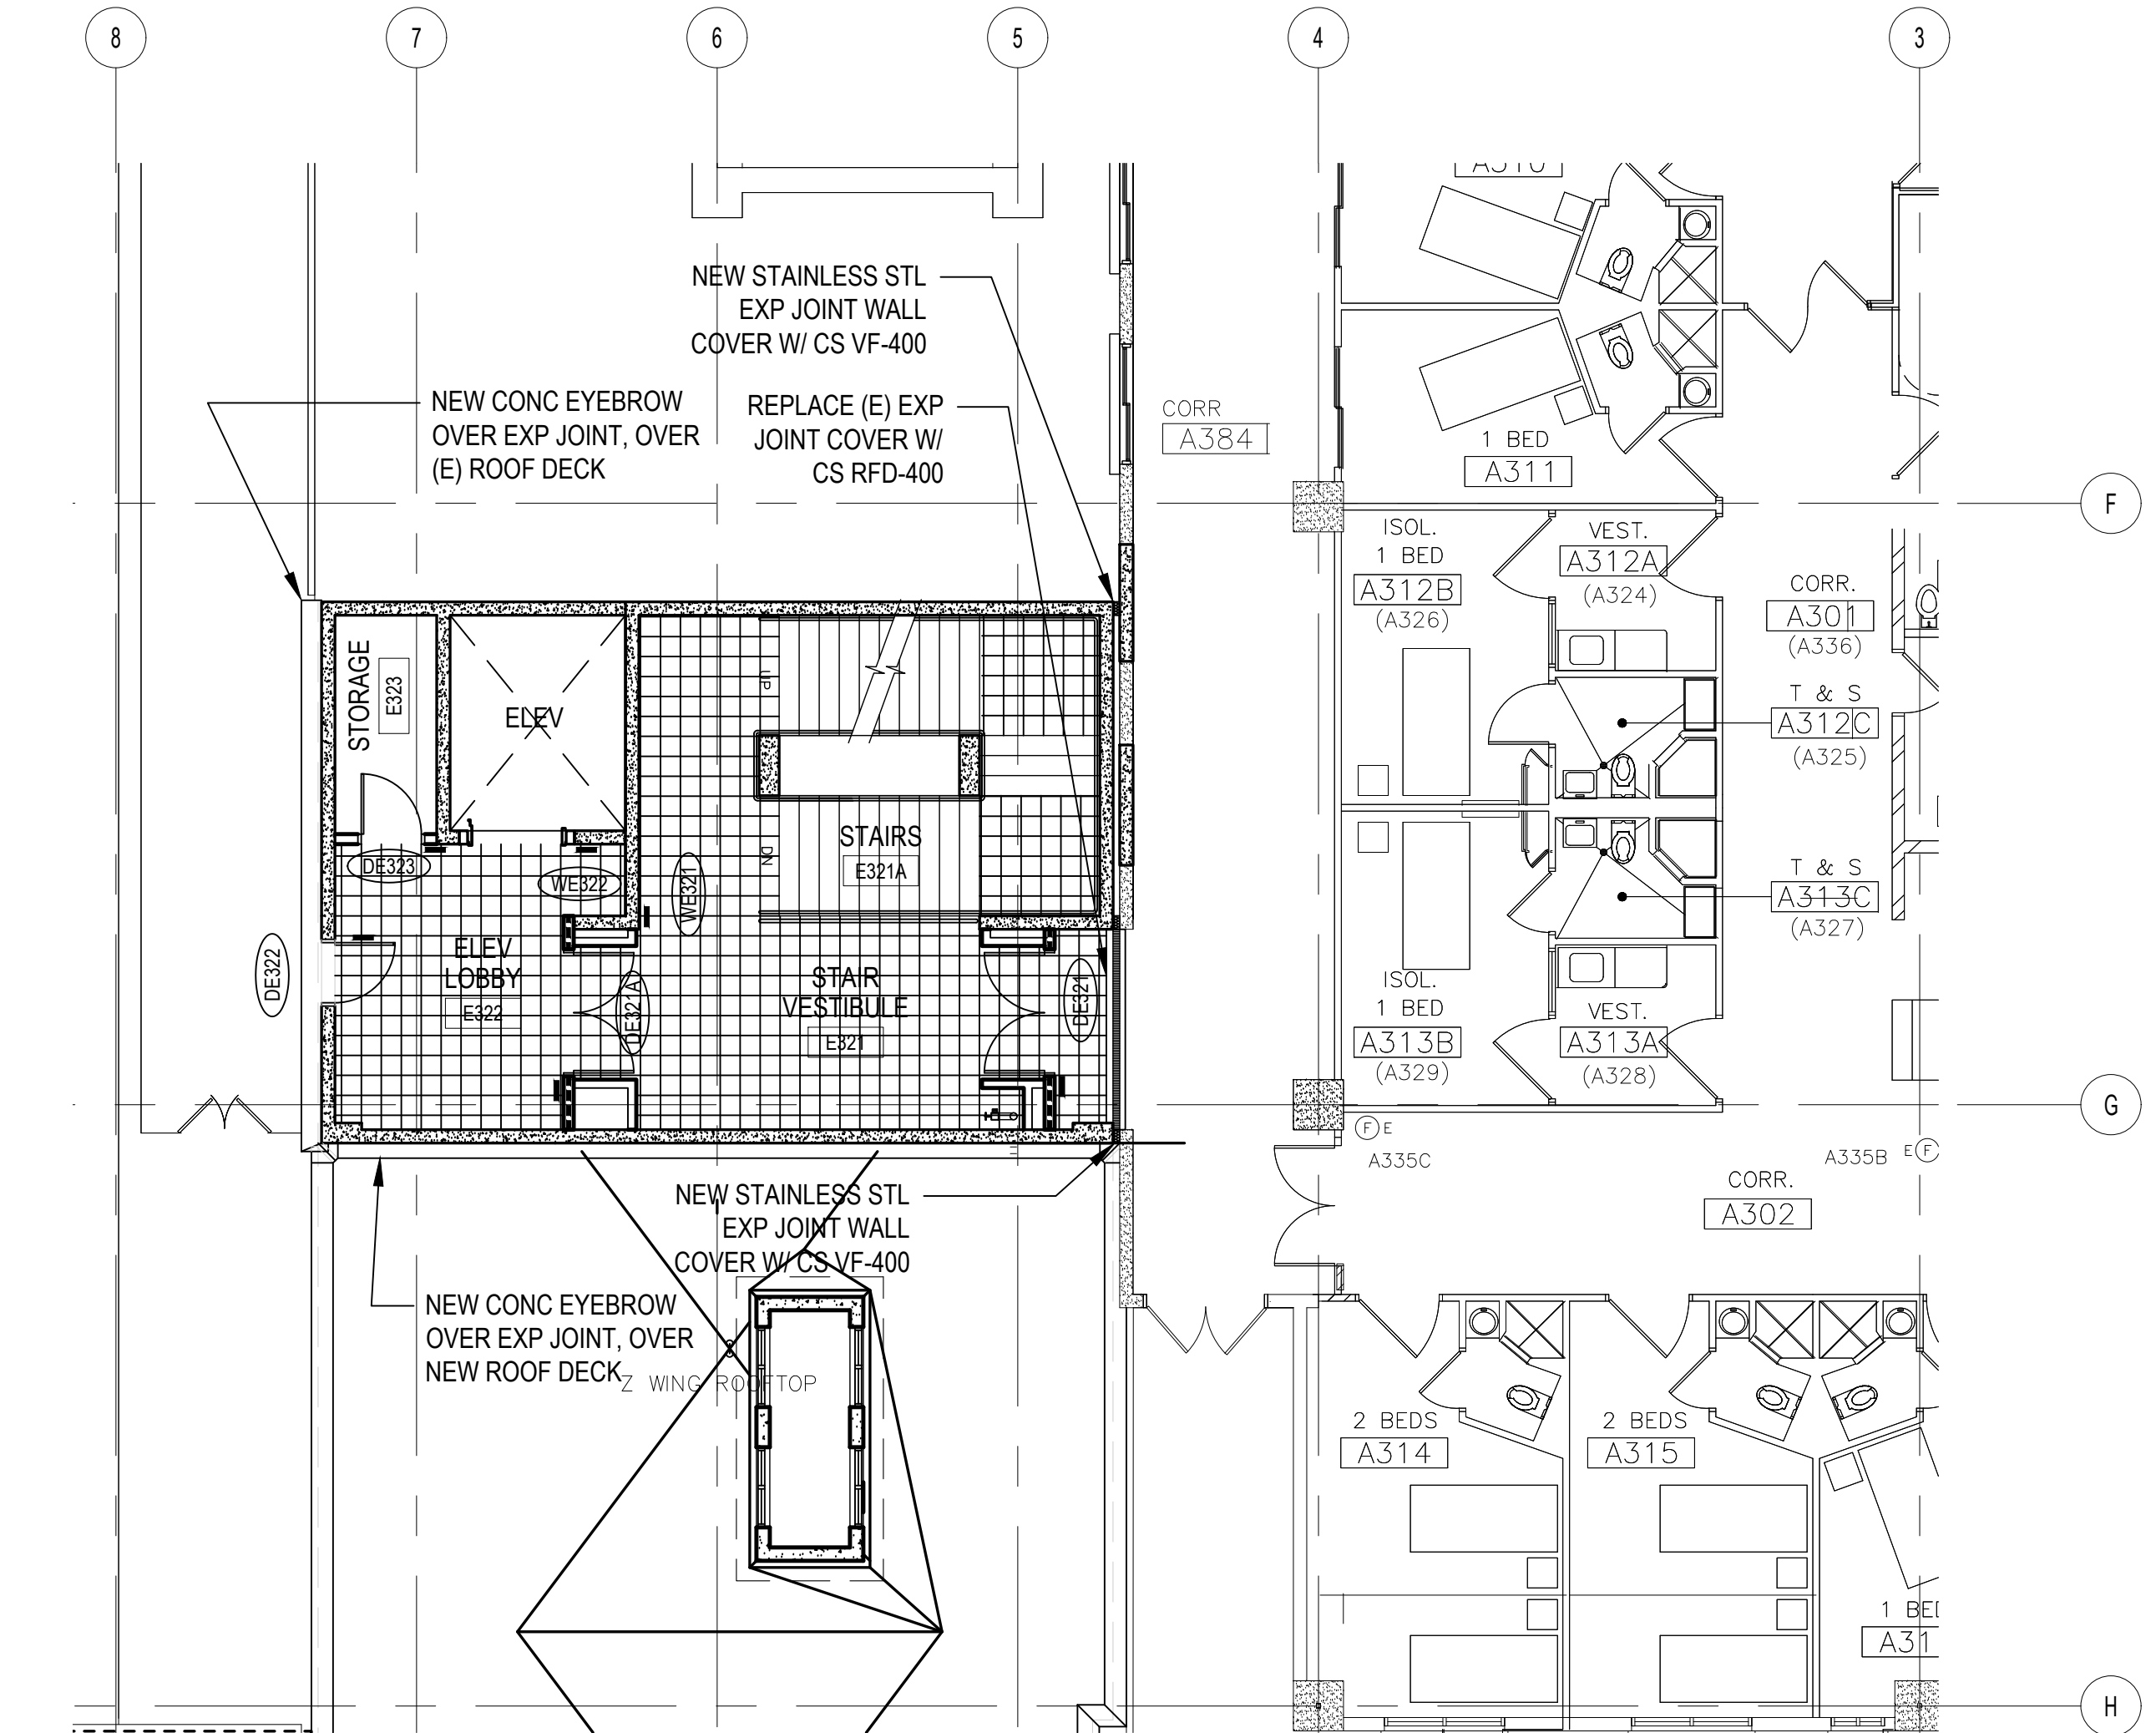 8
7
6
5
4
3
F
G
H
NEW STAINLESS STL
EXP JOINT WALL
COVER W/ CS VF-400
NEW CONC EYEBROW
OVER EXP JOINT, OVER
(E) ROOF DECK
REPLACE (E) EXP
JOINT COVER W/
CS RFD-400
CORR
A384
1 BED
A311
ISOL.
1 BED
A312B
(A326)
VEST.
A312A
(A324)
CORR.
A301
(A336)
T & S
A312C
(A325)
T & S
A313C
(A327)
ISOL.
1 BED
A313B
(A329)
VEST.
A313A
(A328)
STORAGE
E323
ELEV
UP
DN
STAIRS
E321A
DE323
WE322
WE321
DE322
ELEV
LOBBY
E322
DE321A
STAIR
VESTIBULE
E321
DE321
F E
A335C
A335B
E F
CORR.
A302
NEW STAINLESS STL
EXP JOINT WALL
COVER W/ CS VF-400
NEW CONC EYEBROW
OVER EXP JOINT, OVER
NEW ROOF DECK
Z WING ROOFTOP
2 BEDS
A314
2 BEDS
A315
1 BED
A31